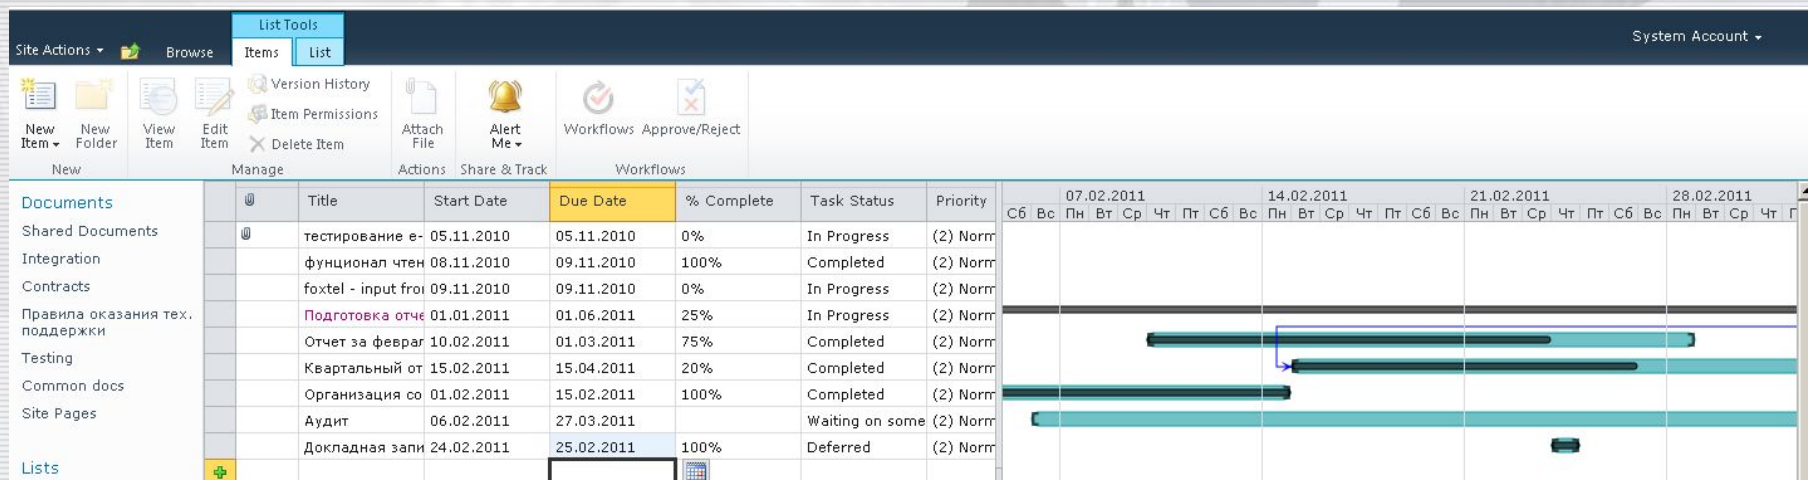 List Tools
Site Actions Browse Items List System Account
Version History
Item Permissions
Delete Item
New Item New Folder View Item Edit Item Attach File Alert Me Workflows Approve/Reject
New Manage Actions Share & Track Workflows
Documents
Shared Documents
Integration
Contracts
Правила оказания тех.
поддержки
Testing
Common docs
Site Pages
Lists
Title Start Date Due Date % Complete Task Status Priority
тестирование e- 05.11.2010 05.11.2010 0% In Progress (2) Norm
фунционал чтен 08.11.2010 09.11.2010 100% Completed (2) Norm
foxtel - input fro 09.11.2010 09.11.2010 0% In Progress (2) Norm
Подготовка отче 01.01.2011 01.06.2011 25% In Progress (2) Norm
Отчет за феврал 10.02.2011 01.03.2011 75% Completed (2) Norm
Квартальный от 15.02.2011 15.04.2011 20% Completed (2) Norm
Организация со 01.02.2011 15.02.2011 100% Completed (2) Norm
Аудит 06.02.2011 27.03.2011 Waiting on some (2) Norm
Докладная запи 24.02.2011 25.02.2011 100% Deferred (2) Norm
07.02.2011 14.02.2011 21.02.2011 28.02.2011
Сб Вс Пн Вт Ср Чт Пт Сб Вс Пн Вт Ср Чт Пт Сб Вс Пн Вт Ср Чт Пт Сб Вс Пн Вт Ср Чт П